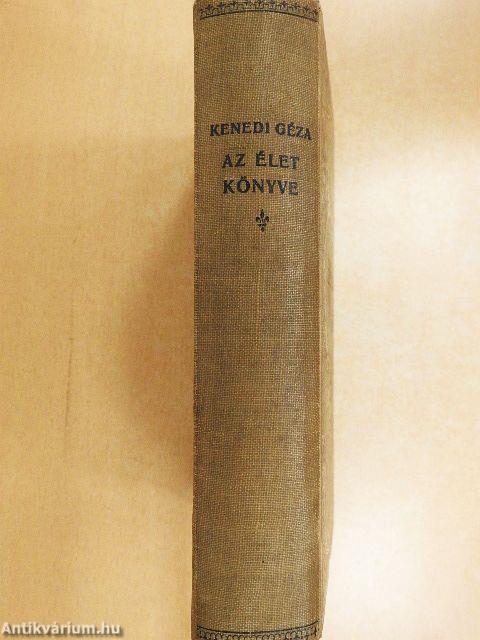 KENEDI GÉZA
AZ ÉLET
KÖNYVE
Antikvárium.hu